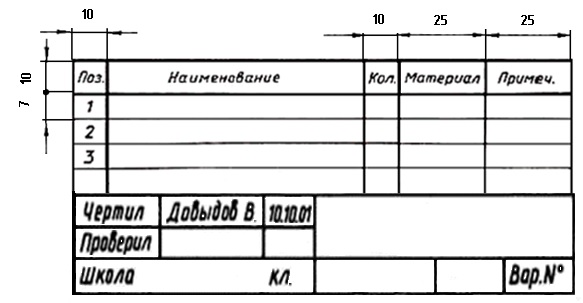 10 10 25 25
10
7
Поз. Наименование Кол. Материал Примеч.
1
2
3
Чертил Довыдов В. 10.10.01
Проверил
Школа кл. Вар.N°